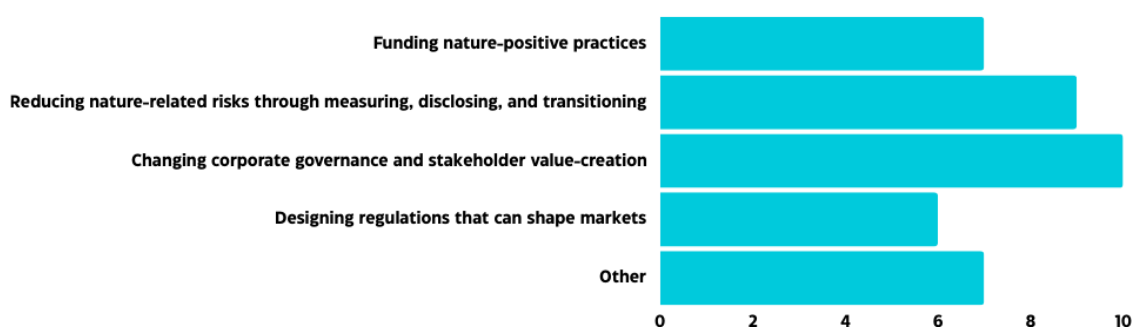 Funding nature-positive practices
Reducing nature-related risks through measuring, disclosing, and transitioning
Changing corporate governance and stakeholder value-creation
Designing regulations that can shape markets
Other
0 2 4 6 8 10